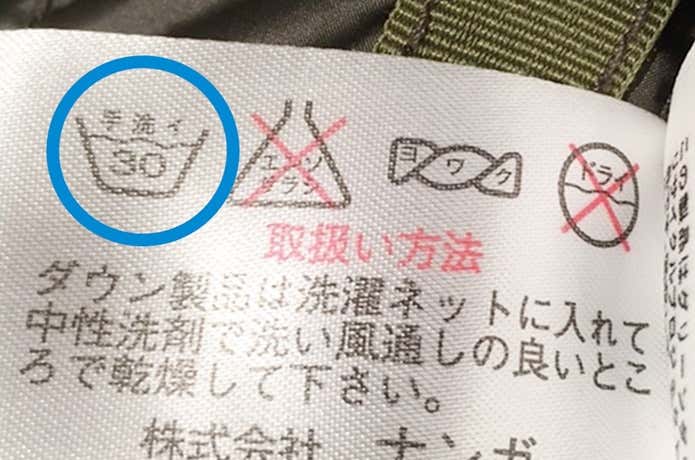 手洗イ
30
エンソ
サラシ
ヨワク
ドライ
取扱い方法
ダウン製品は洗濯ネットに入れて
中性洗剤で洗い風通しの良いとこ
ろで乾燥して下さい。
株式会社 ナンガ